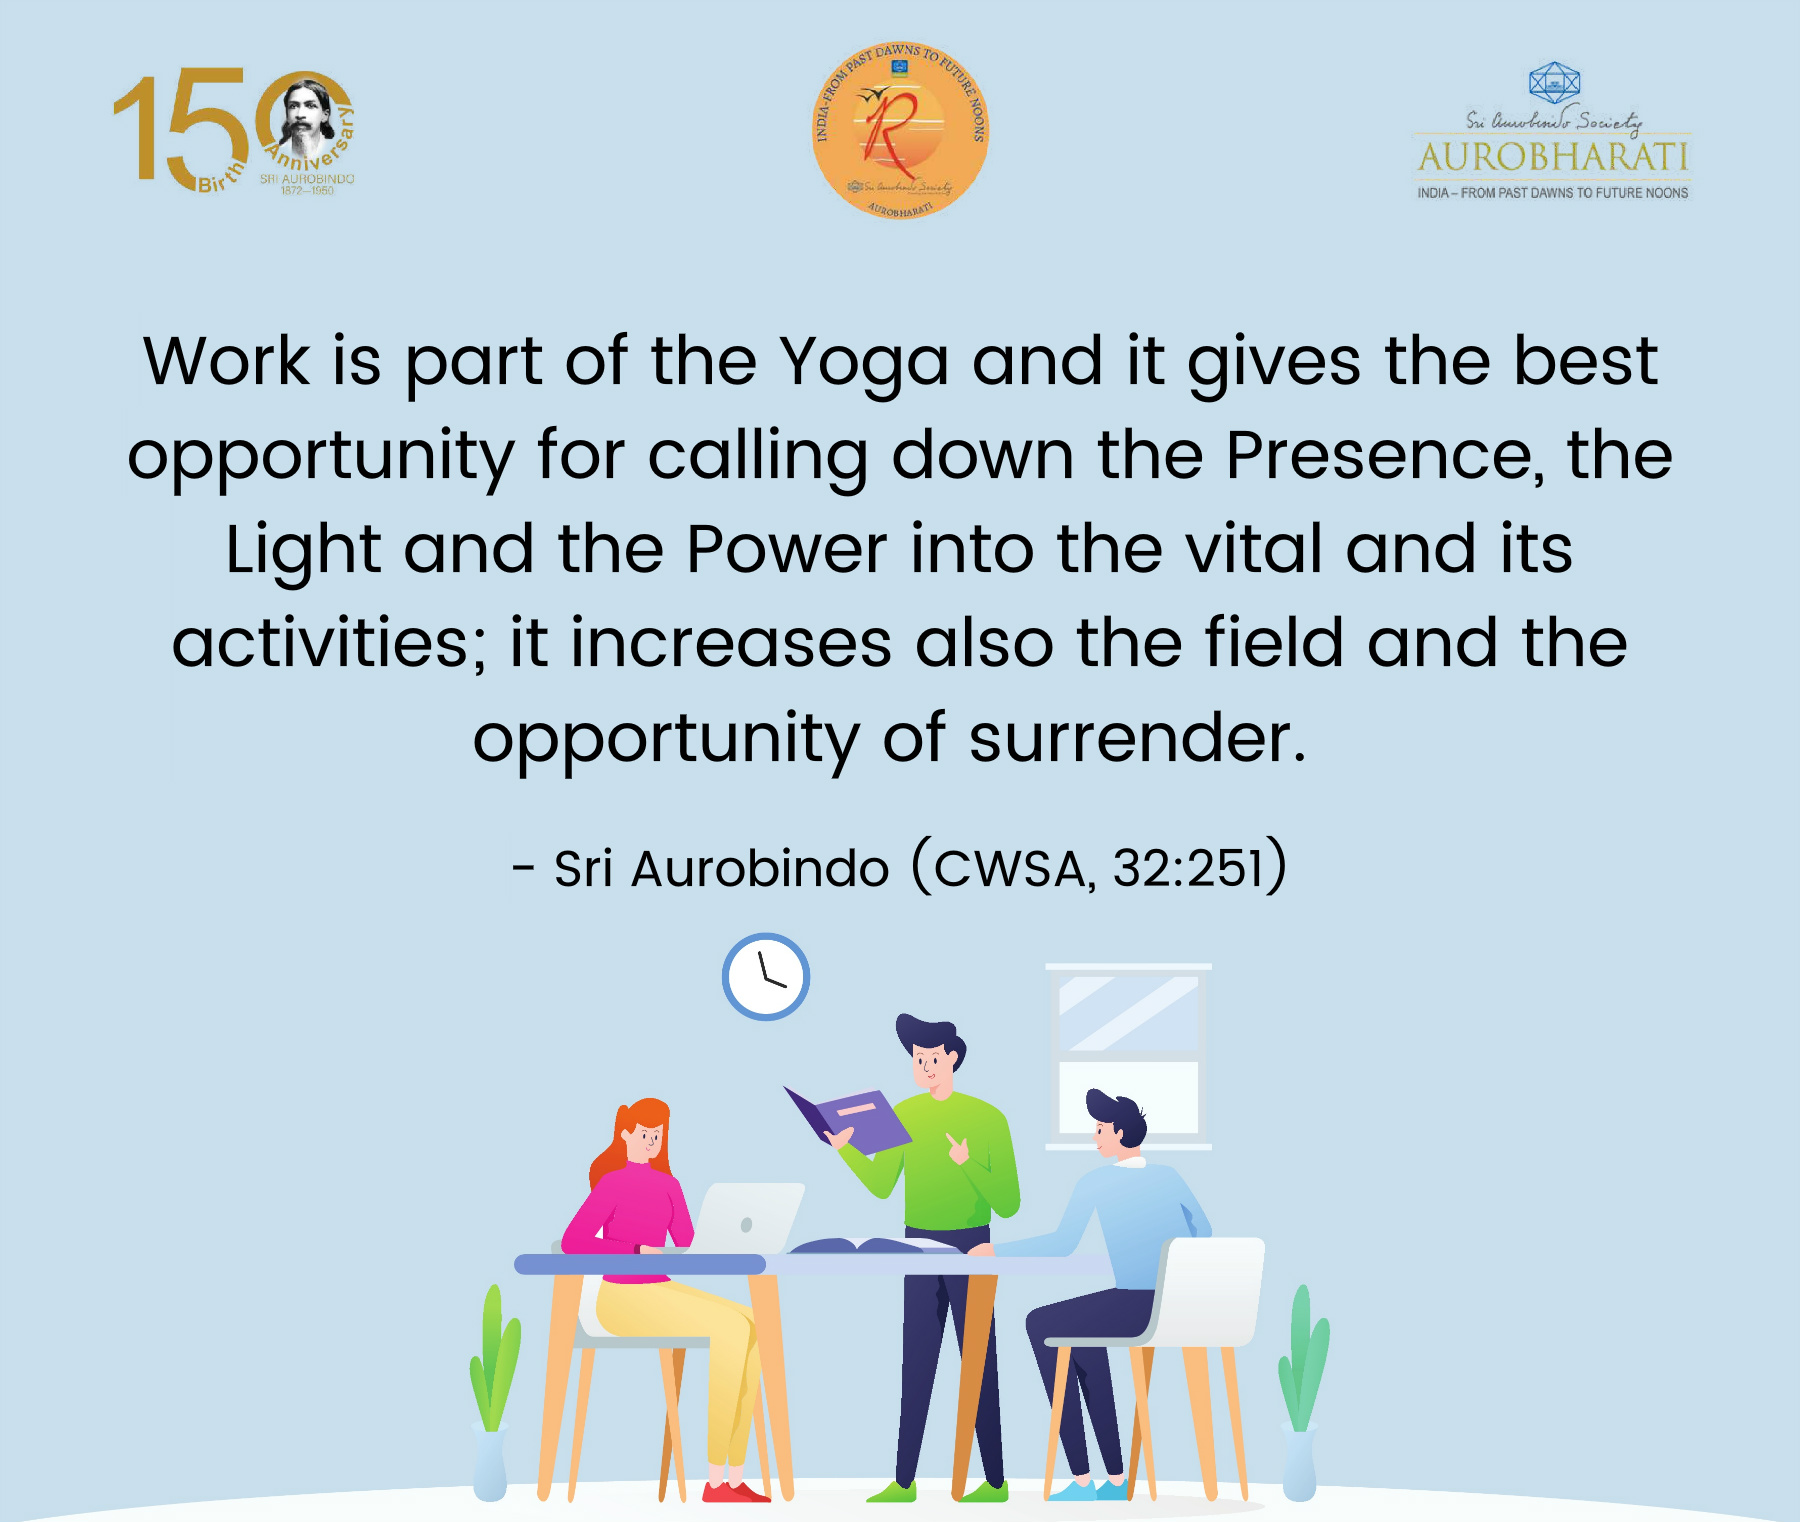 150
Birth Anniversary
SRI AUROBINDO
1872–1950
INDIA-FROM PAST DAWNS TO FUTURE NOONS
R
Sri Aurobindo Society
AUROBHARATI
Sri Aurobindo Society
AUROBHARATI
INDIA – FROM PAST DAWNS TO FUTURE NOONS
Work is part of the Yoga and it gives the best
opportunity for calling down the Presence, the
Light and the Power into the vital and its
activities; it increases also the field and the
opportunity of surrender.
- Sri Aurobindo (CWSA, 32:251)